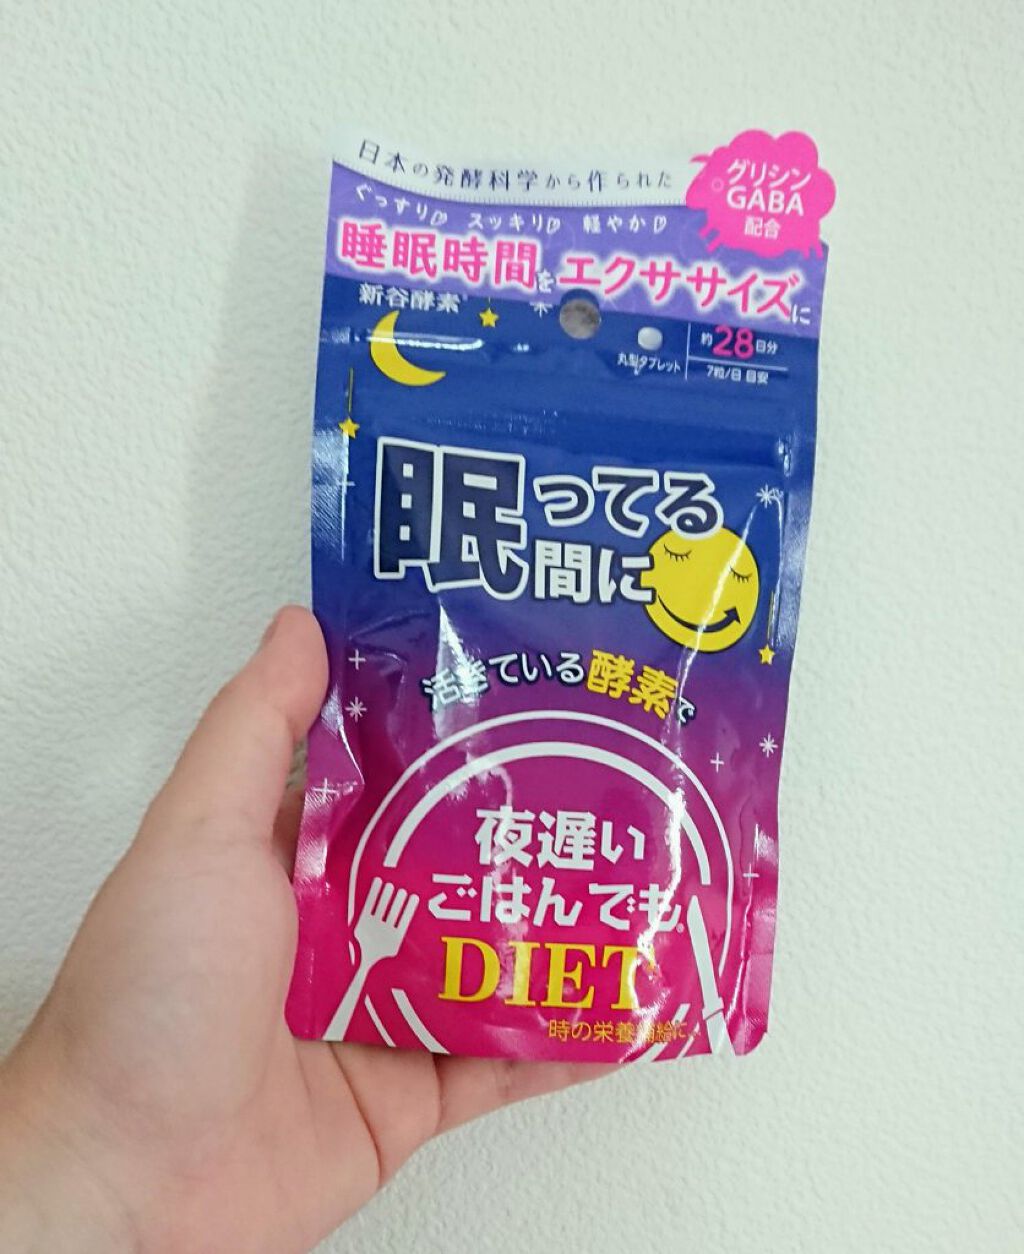 日本の発酵科学から作られた
グリシン
GABA
配合
ぐっすり♡ スッキリ♡ 軽やか♡
睡眠時間を エクササイズに
新谷酵素
丸型タブレット
約28日分
7粒/日 目安
眠ってる
間に
活きている酵素で
夜遅い
ごはんでも®
DIET
時の栄養補給に。